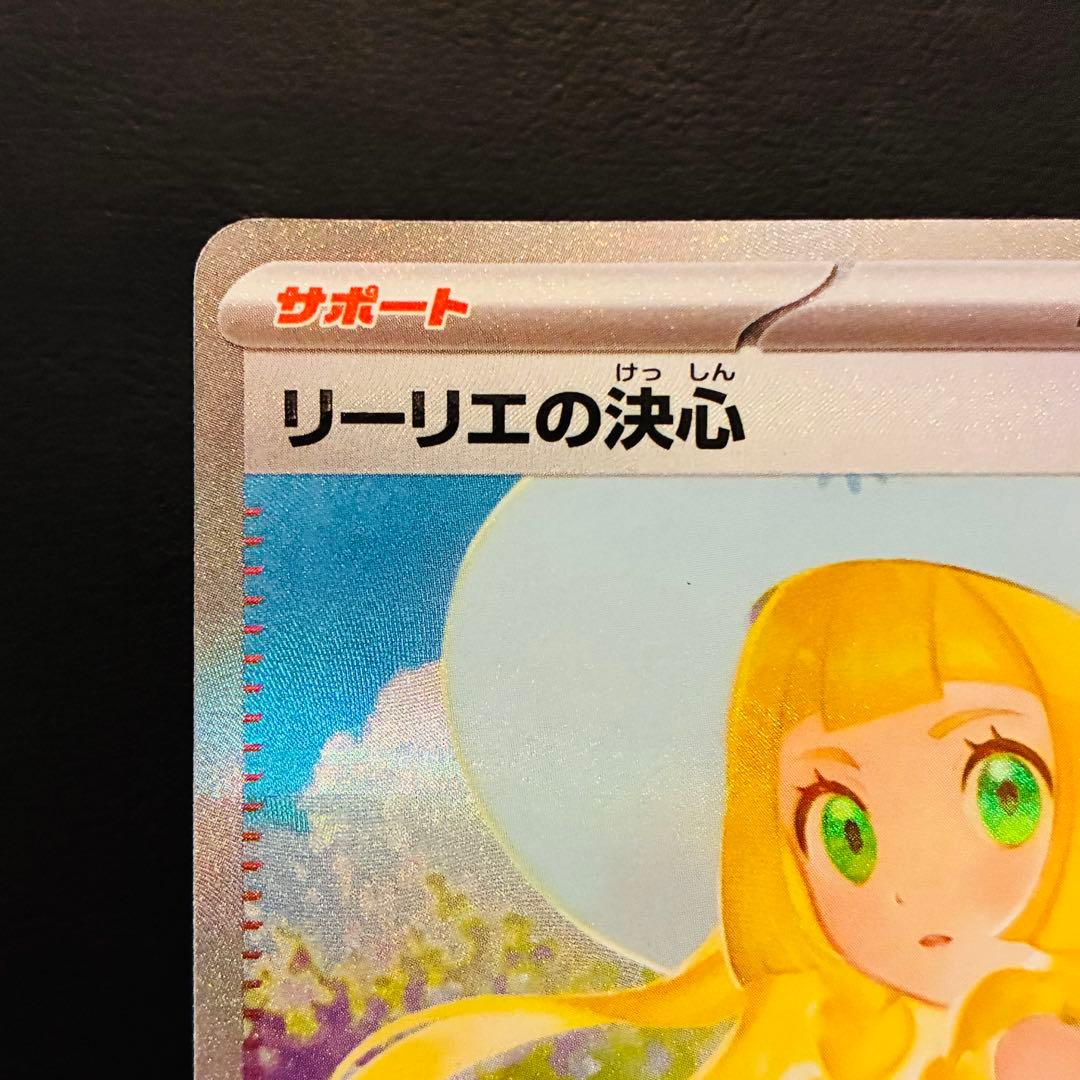 サポート
けっ しん
リーリエの決心